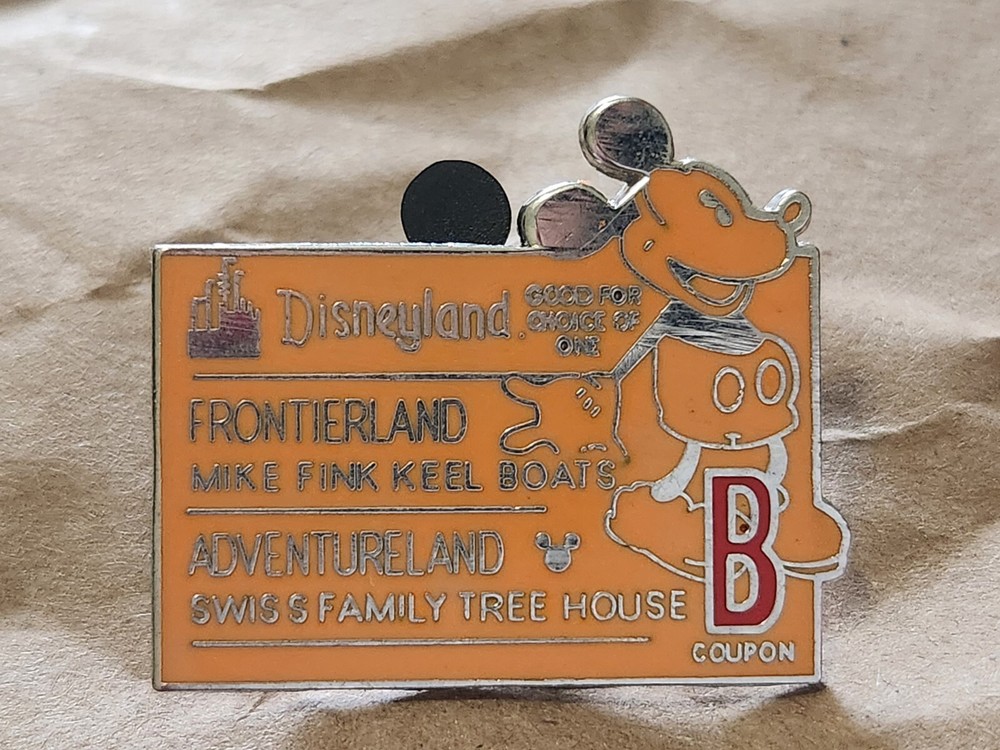 Disneyland
GOOD FOR
CHOICE OF
ONE
FRONTIERLAND
MIKE FINK KEEL BOATS
ADVENTURELAND
SWISS FAMILY TREE HOUSE
B
COUPON